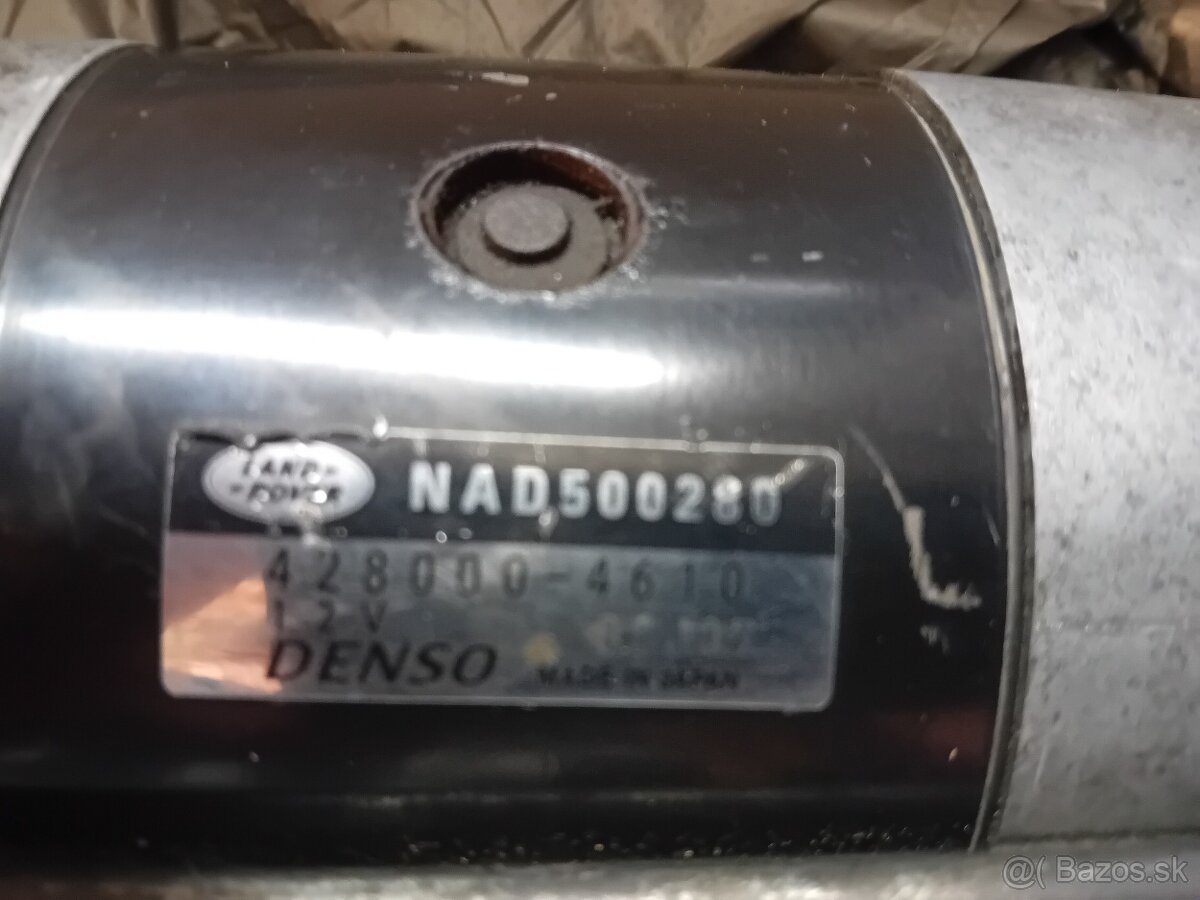 LAND-
-ROVER
NAD500280
428000-4610
12V
DENSO MADE IN JAPAN
@( Bazos.sk